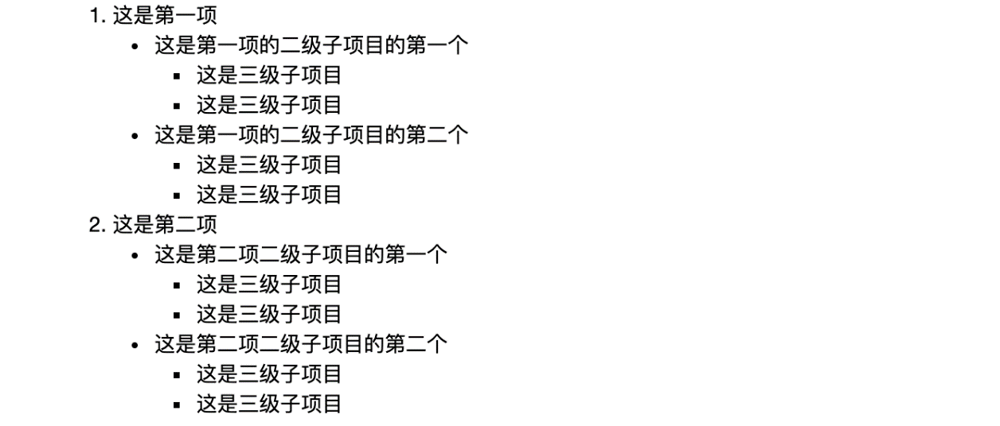 1. 这是第一项
• 这是第一项的二级子项目的第一个
▪ 这是三级子项目
▪ 这是三级子项目
• 这是第一项的二级子项目的第二个
▪ 这是三级子项目
▪ 这是三级子项目
2. 这是第二项
• 这是第二项二级子项目的第一个
▪ 这是三级子项目
▪ 这是三级子项目
• 这是第二项二级子项目的第二个
▪ 这是三级子项目
▪ 这是三级子项目